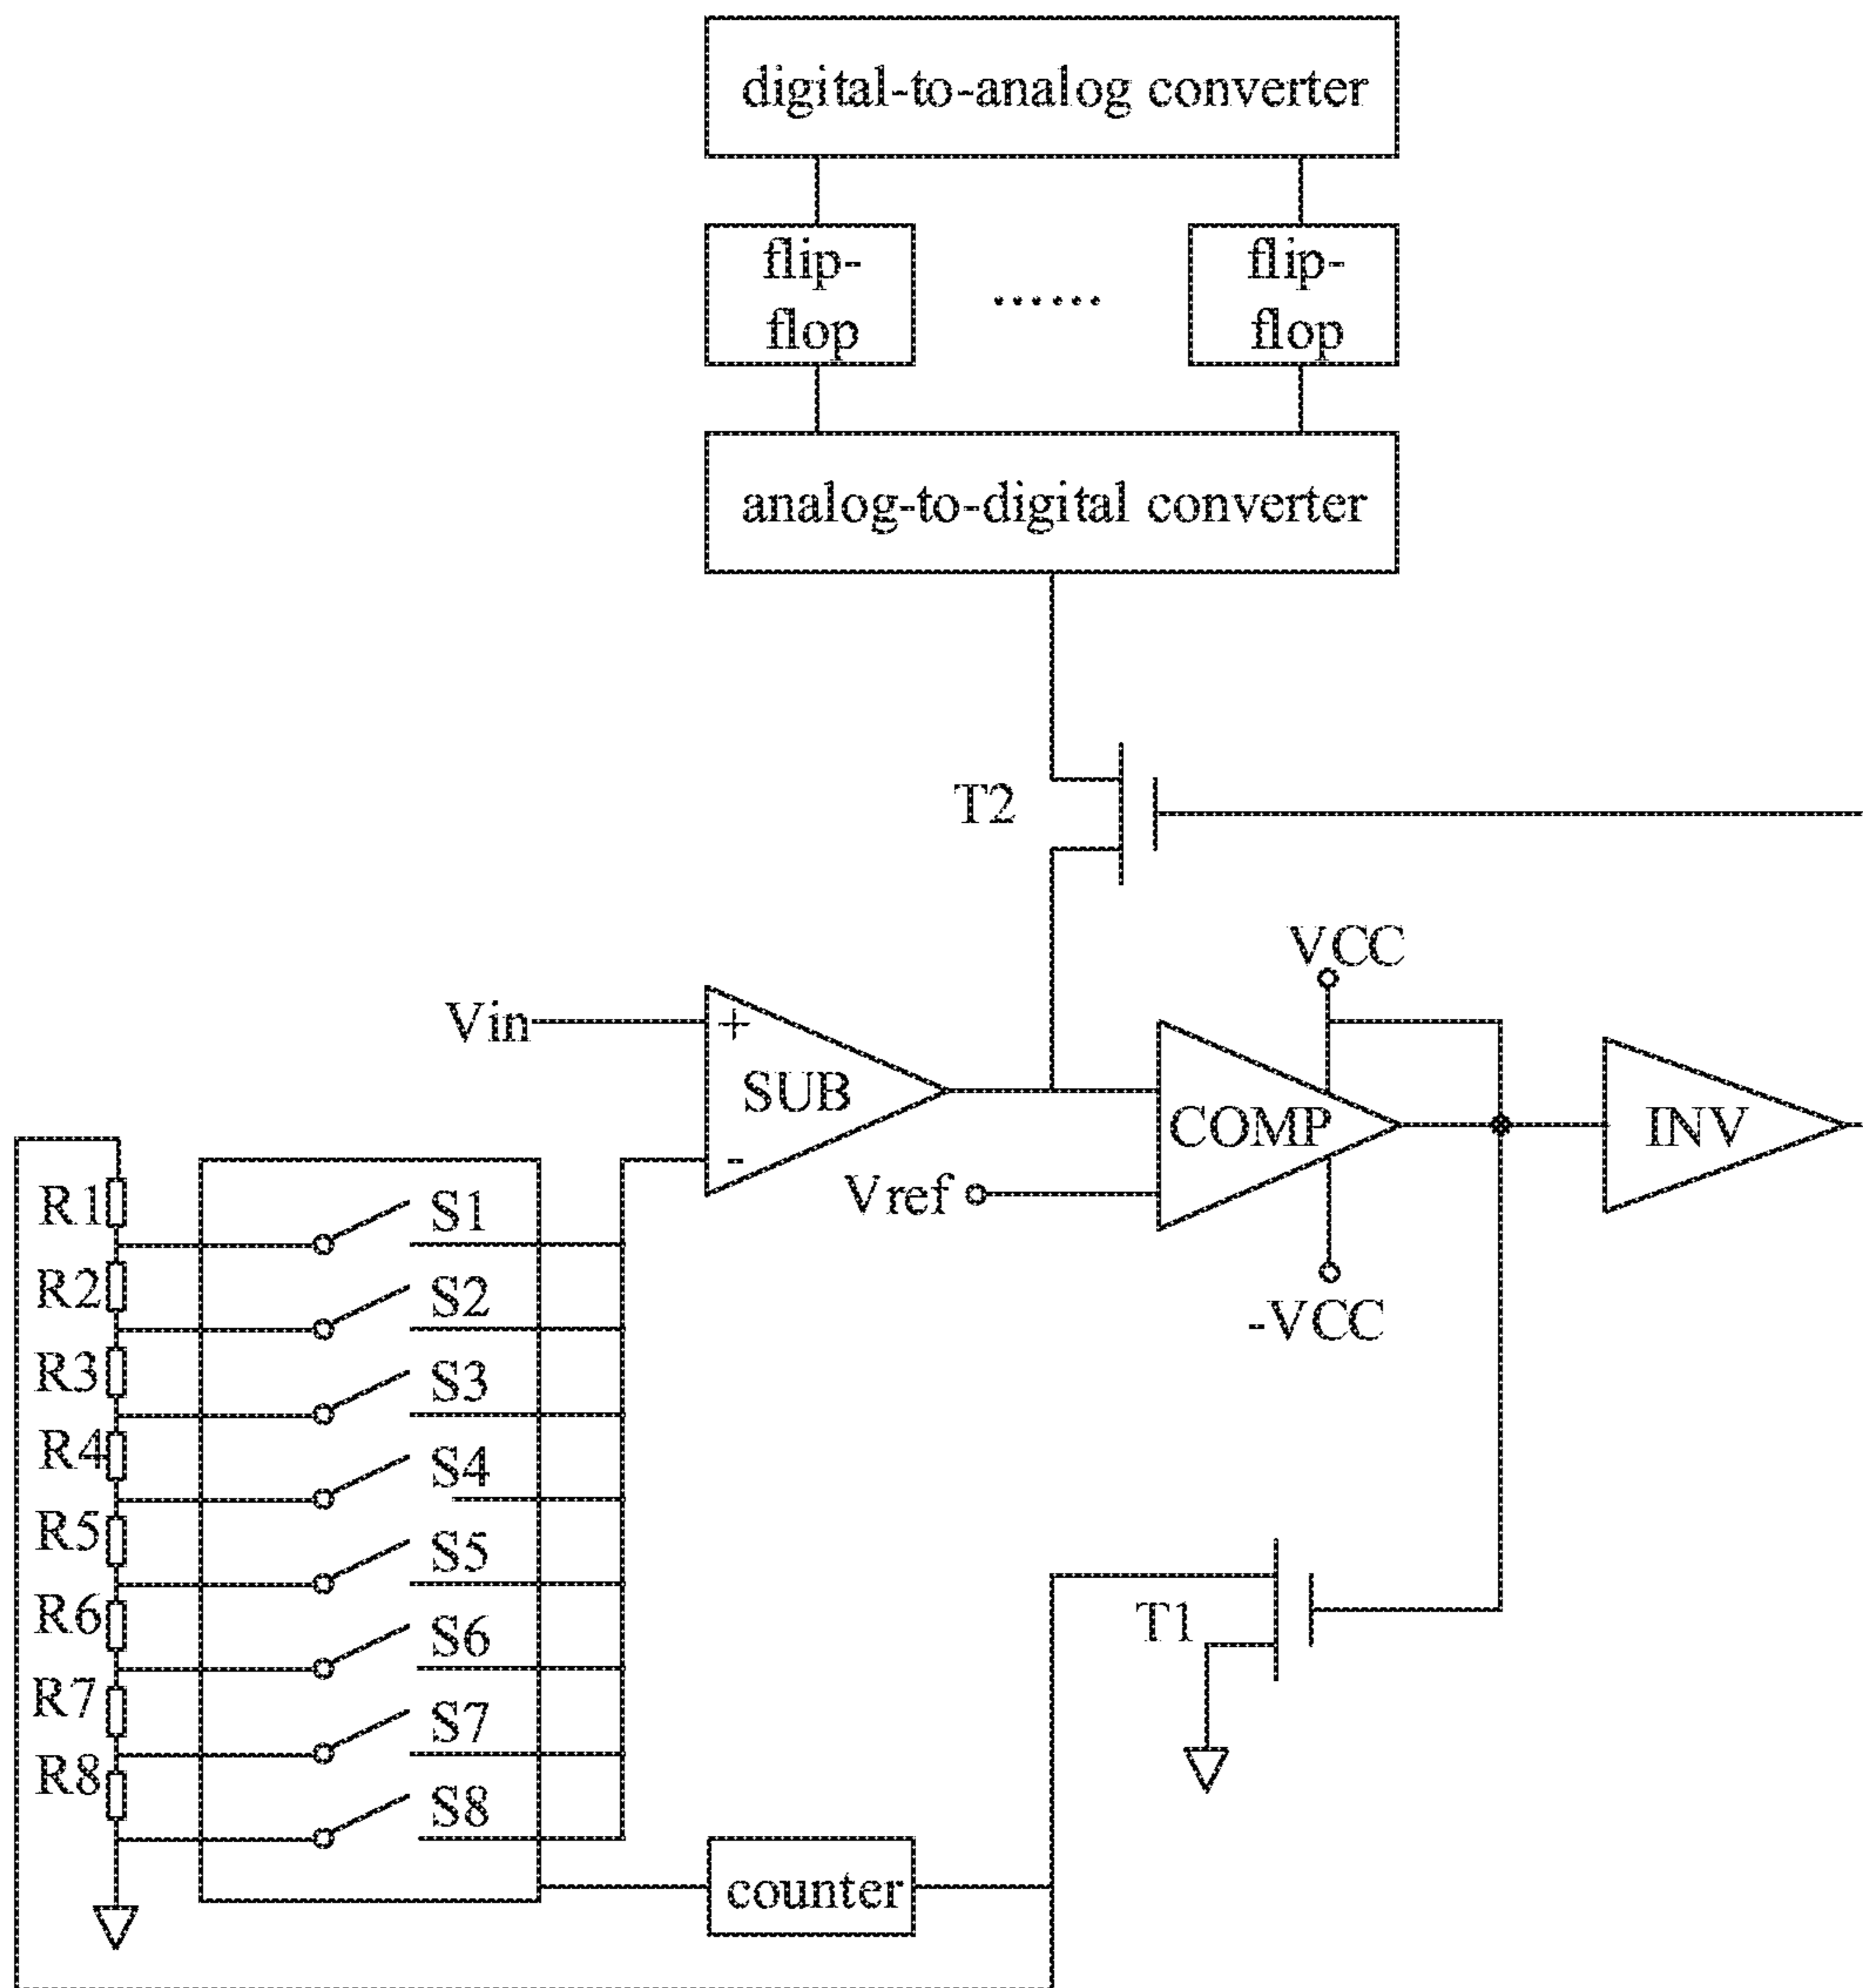 digital-to-analog converter
flip-
flop
......
flip-
flop
analog-to-digital converter
T2
VCC
Vin
+
SUB
-
COMP
INV
Vref
-VCC
R1
S1
R2
S2
R3
S3
R4
S4
R5
S5
R6
S6
T1
R7
S7
R8
S8
counter